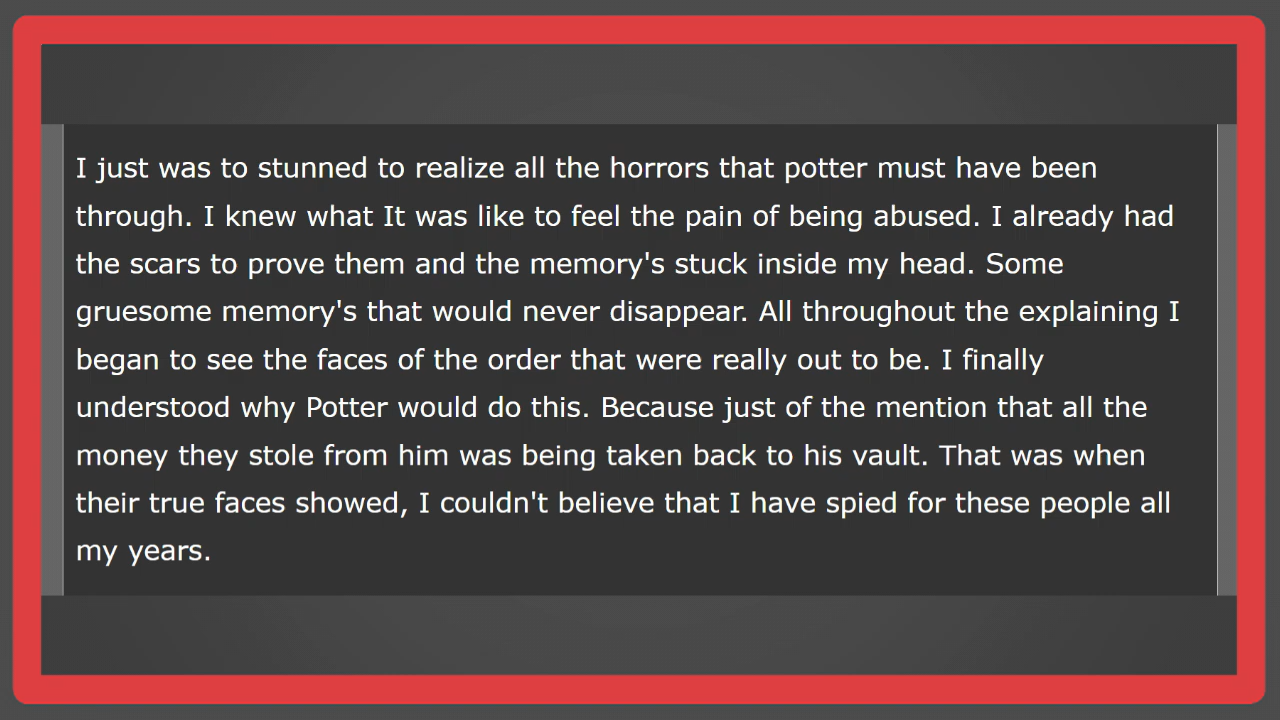 I just was to stunned to realize all the horrors that potter must have been
through. I knew what It was like to feel the pain of being abused. I already had
the scars to prove them and the memory's stuck inside my head. Some
gruesome memory's that would never disappear. All throughout the explaining I
began to see the faces of the order that were really out to be. I finally
understood why Potter would do this. Because just of the mention that all the
money they stole from him was being taken back to his vault. That was when
their true faces showed, I couldn't believe that I have spied for these people all
my years.